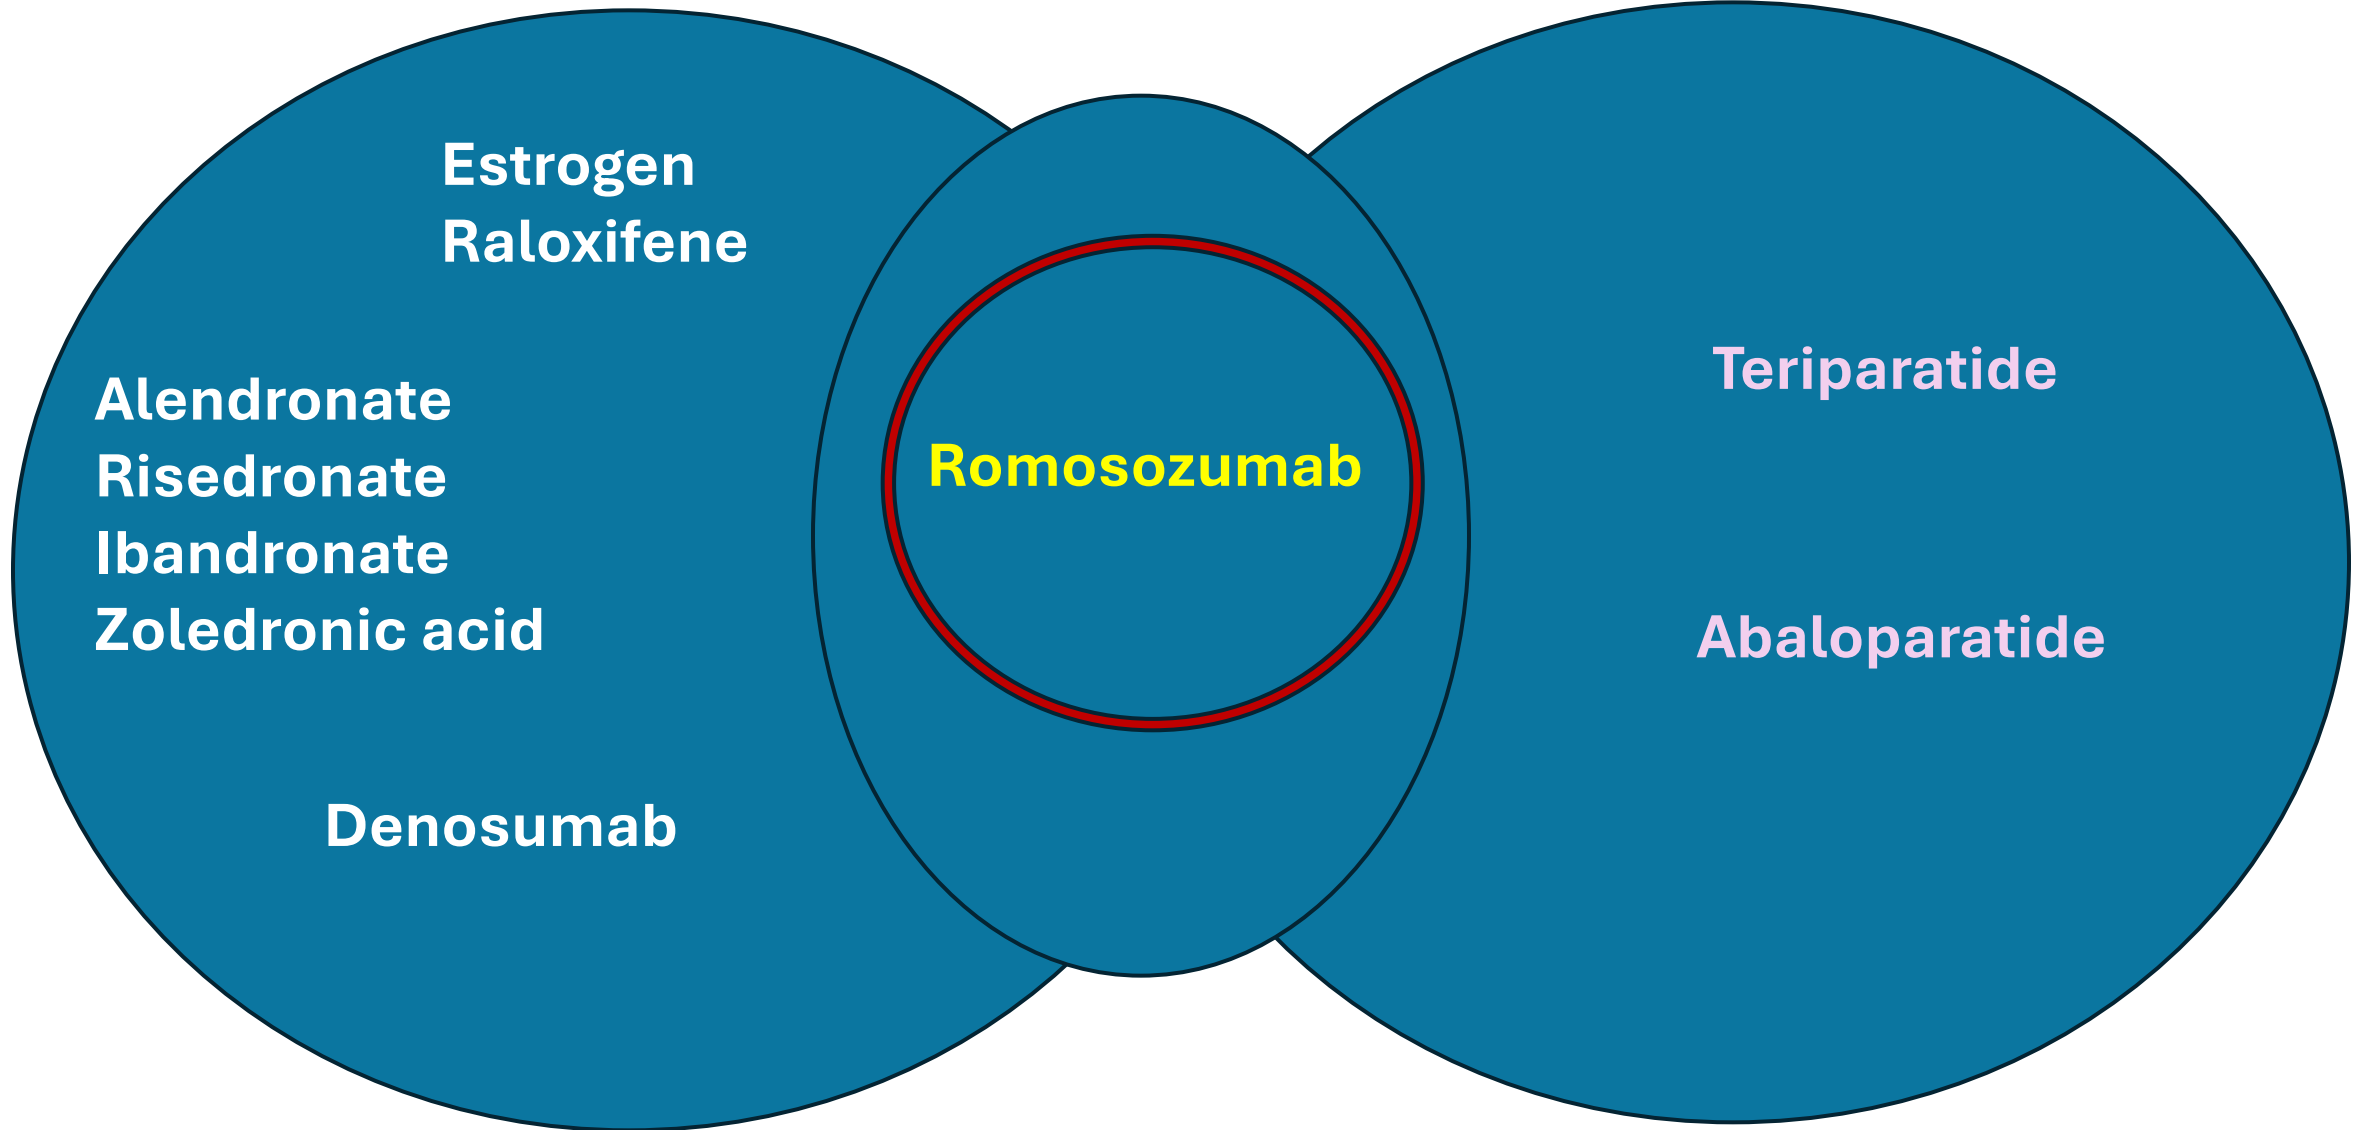 Estrogen
Raloxifene
Alendronate
Risedronate
Ibandronate
Zoledronic acid
Denosumab
Romosozumab
Teriparatide
Abaloparatide